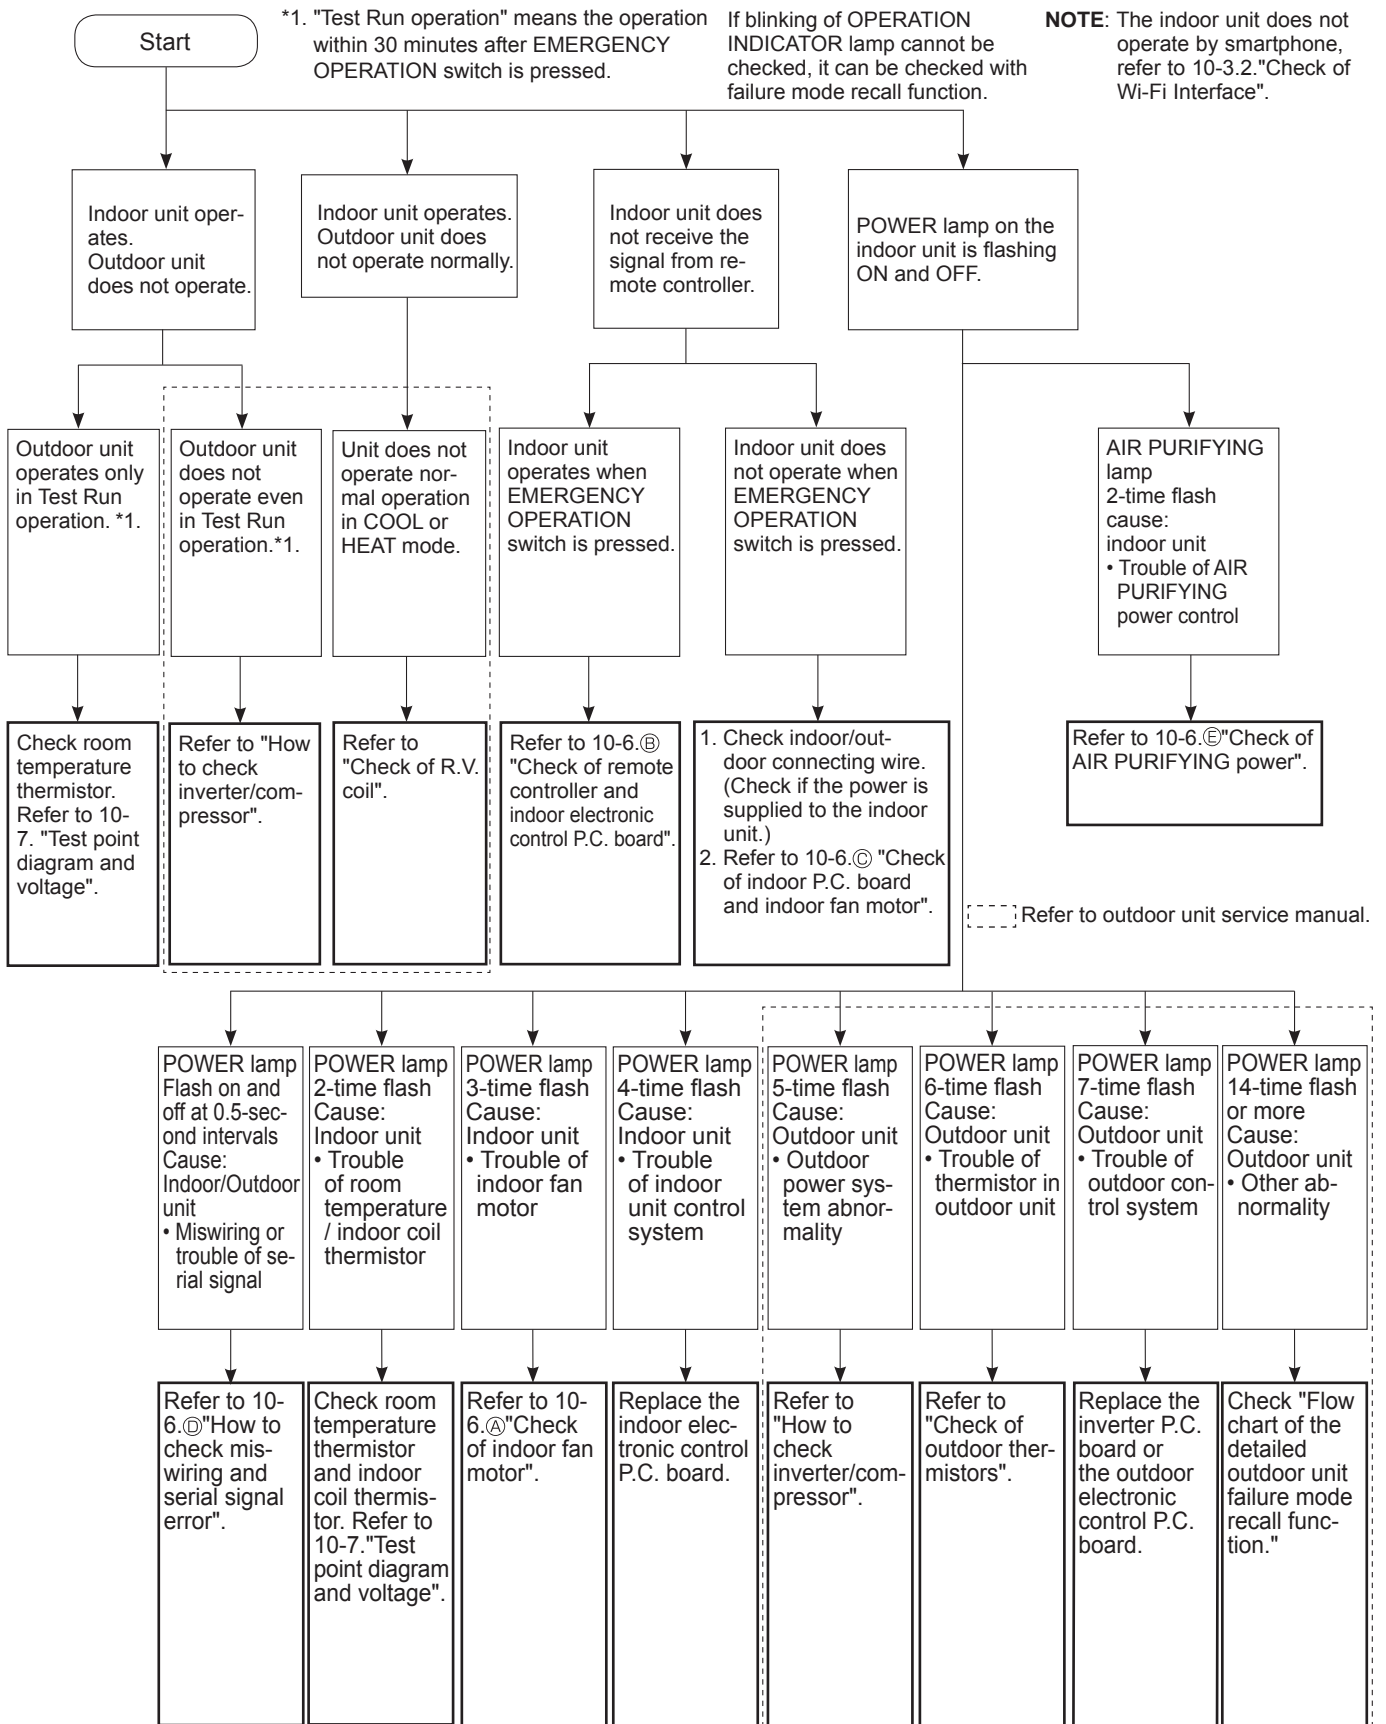 Start
*1. "Test Run operation" means the operation
within 30 minutes after EMERGENCY
OPERATION switch is pressed.
If blinking of OPERATION
INDICATOR lamp cannot be
checked, it can be checked with
failure mode recall function.
NOTE: The indoor unit does not
operate by smartphone,
refer to 10-3.2."Check of
Wi-Fi Interface".
Indoor unit oper-
ates.
Outdoor unit
does not operate.
Indoor unit operates.
Outdoor unit does
not operate normally.
Indoor unit does
not receive the
signal from re-
mote controller.
POWER lamp on the
indoor unit is flashing
ON and OFF.
Outdoor unit
operates only
in Test Run
operation. *1.
Outdoor unit
does not
operate even
in Test Run
operation.*1.
Unit does not
operate nor-
mal operation
in COOL or
HEAT mode.
Indoor unit
operates when
EMERGENCY
OPERATION
switch is pressed.
Indoor unit does
not operate when
EMERGENCY
OPERATION
switch is pressed.
AIR PURIFYING
lamp
2-time flash
cause:
indoor unit
• Trouble of AIR
PURIFYING
power control
Check room
temperature
thermistor.
Refer to 10-
7. "Test point
diagram and
voltage".
Refer to "How
to check
inverter/com-
pressor".
Refer to
"Check of R.V.
coil".
Refer to 10-6.Ⓑ
"Check of remote
controller and
indoor electronic
control P.C. board".
1. Check indoor/out-
door connecting wire.
(Check if the power is
supplied to the indoor
unit.)
2. Refer to 10-6.Ⓒ "Check
of indoor P.C. board
and indoor fan motor".
Refer to 10-6.Ⓔ"Check of
AIR PURIFYING power".
Refer to outdoor unit service manual.
POWER lamp
Flash on and
off at 0.5-sec-
ond intervals
Cause:
Indoor/Outdoor
unit
• Miswiring or
trouble of se-
rial signal
POWER lamp
2-time flash
Cause:
Indoor unit
• Trouble
of room
temperature
/ indoor coil
thermistor
POWER lamp
3-time flash
Cause:
Indoor unit
• Trouble of
indoor fan
motor
POWER lamp
4-time flash
Cause:
Indoor unit
• Trouble
of indoor
unit control
system
POWER lamp
5-time flash
Cause:
Outdoor unit
• Outdoor
power sys-
tem abnor-
mality
POWER lamp
6-time flash
Cause:
Outdoor unit
• Trouble of
thermistor in
outdoor unit
POWER lamp
7-time flash
Cause:
Outdoor unit
• Trouble of
outdoor con-
trol system
POWER lamp
14-time flash
or more
Cause:
Outdoor unit
• Other ab-
normality
Refer to 10-
6.Ⓓ"How to
check mis-
wiring and
serial signal
error".
Check room
temperature
thermistor
and indoor
coil thermis-
tor. Refer to
10-7."Test
point diagram
and voltage".
Refer to 10-
6.Ⓐ"Check
of indoor fan
motor".
Replace the
indoor elec-
tronic control
P.C. board.
Refer to
"How to
check
inverter/com-
pressor".
Refer to
"Check of
outdoor ther-
mistors".
Replace the
inverter P.C.
board or
the outdoor
electronic
control P.C.
board.
Check "Flow
chart of the
detailed
outdoor unit
failure mode
recall func-
tion."